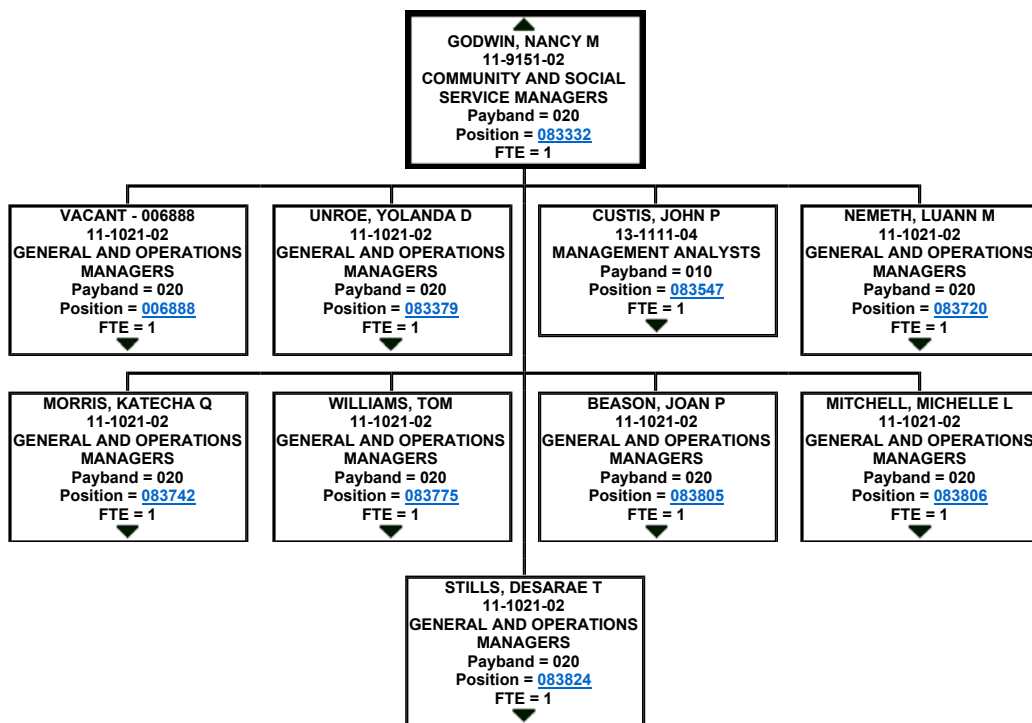 GODWIN, NANCY M
11-9151-02
COMMUNITY AND SOCIAL
SERVICE MANAGERS
Payband = 020
Position = 083332
FTE = 1
VACANT - 006888
11-1021-02
GENERAL AND OPERATIONS
MANAGERS
Payband = 020
Position = 006888
FTE = 1
UNROE, YOLANDA D
11-1021-02
GENERAL AND OPERATIONS
MANAGERS
Payband = 020
Position = 083379
FTE = 1
CUSTIS, JOHN P
13-1111-04
MANAGEMENT ANALYSTS
Payband = 010
Position = 083547
FTE = 1
NEMETH, LUANN M
11-1021-02
GENERAL AND OPERATIONS
MANAGERS
Payband = 020
Position = 083720
FTE = 1
MORRIS, KATECHA Q
11-1021-02
GENERAL AND OPERATIONS
MANAGERS
Payband = 020
Position = 083742
FTE = 1
WILLIAMS, TOM
11-1021-02
GENERAL AND OPERATIONS
MANAGERS
Payband = 020
Position = 083775
FTE = 1
BEASON, JOAN P
11-1021-02
GENERAL AND OPERATIONS
MANAGERS
Payband = 020
Position = 083805
FTE = 1
MITCHELL, MICHELLE L
11-1021-02
GENERAL AND OPERATIONS
MANAGERS
Payband = 020
Position = 083806
FTE = 1
STILLS, DESARAE T
11-1021-02
GENERAL AND OPERATIONS
MANAGERS
Payband = 020
Position = 083824
FTE = 1